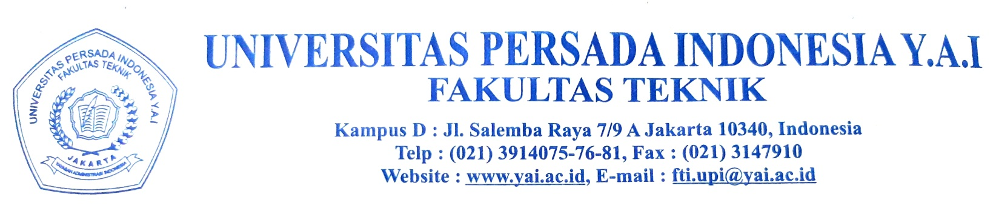 UNIVERSITAS PERSADA INDONESIA Y.A.I
FAKULTAS TEKNIK
JAKARTA
YAYASAN ADMINISTRASI INDONESIA
UNIVERSITAS PERSADA INDONESIA Y.A.I
FAKULTAS TEKNIK
Kampus D : Jl. Salemba Raya 7/9 A Jakarta 10340, Indonesia
Telp : (021) 3914075-76-81, Fax : (021) 3147910
Website : www.yai.ac.id, E-mail : fti.upi@yai.ac.id